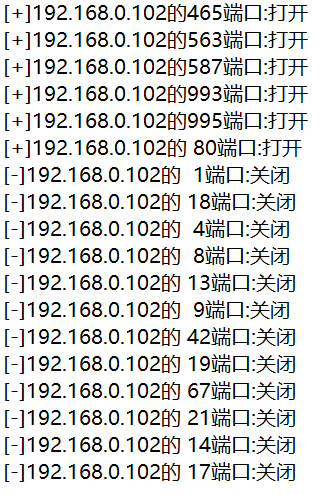 [+]192.168.0.102的465端口:打开
[+]192.168.0.102的563端口:打开
[+]192.168.0.102的587端口:打开
[+]192.168.0.102的993端口:打开
[+]192.168.0.102的995端口:打开
[+]192.168.0.102的 80端口:打开
[-]192.168.0.102的  1端口:关闭
[-]192.168.0.102的 18端口:关闭
[-]192.168.0.102的  4端口:关闭
[-]192.168.0.102的  8端口:关闭
[-]192.168.0.102的 13端口:关闭
[-]192.168.0.102的  9端口:关闭
[-]192.168.0.102的 42端口:关闭
[-]192.168.0.102的 19端口:关闭
[-]192.168.0.102的 67端口:关闭
[-]192.168.0.102的 21端口:关闭
[-]192.168.0.102的 14端口:关闭
[-]192.168.0.102的 17端口:关闭